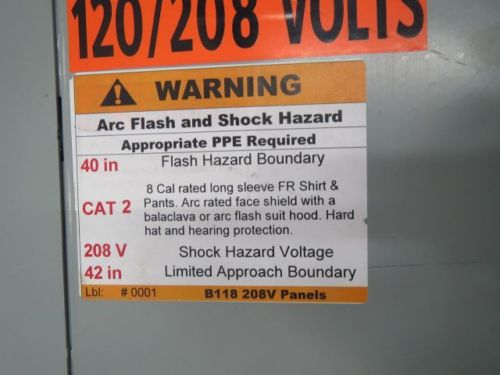 120/208 VOLTS
WARNING
Arc Flash and Shock Hazard
Appropriate PPE Required
40 in Flash Hazard Boundary
8 Cal rated long sleeve FR Shirt &
CAT 2 Pants. Arc rated face shield with a
balaclava or arc flash suit hood. Hard
hat and hearing protection.
208 V Shock Hazard Voltage
42 in Limited Approach Boundary
Lbl: # 0001 B118 208V Panels